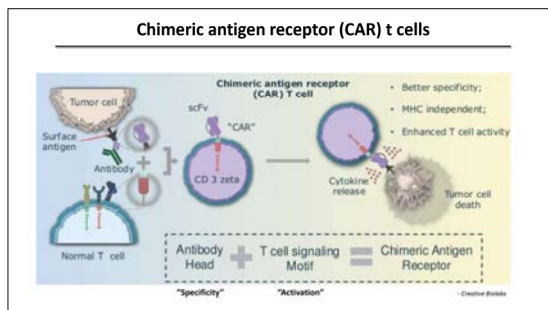 Chimeric antigen receptor (CAR) t cells
Tumor cell
Surface
antigen
Antibody
Normal T cell
Chimeric antigen receptor
(CAR) T cell
scFv
"CAR"
CD 3 zeta
• Better specificity;
• MHC independent;
• Enhanced T cell activity
Cytokine
release
Tumor cell
death
Antibody
Head
T cell signaling
Motif
Chimeric Antigen
Receptor
"Specificity"
"Activation"
- Creative Biolabs